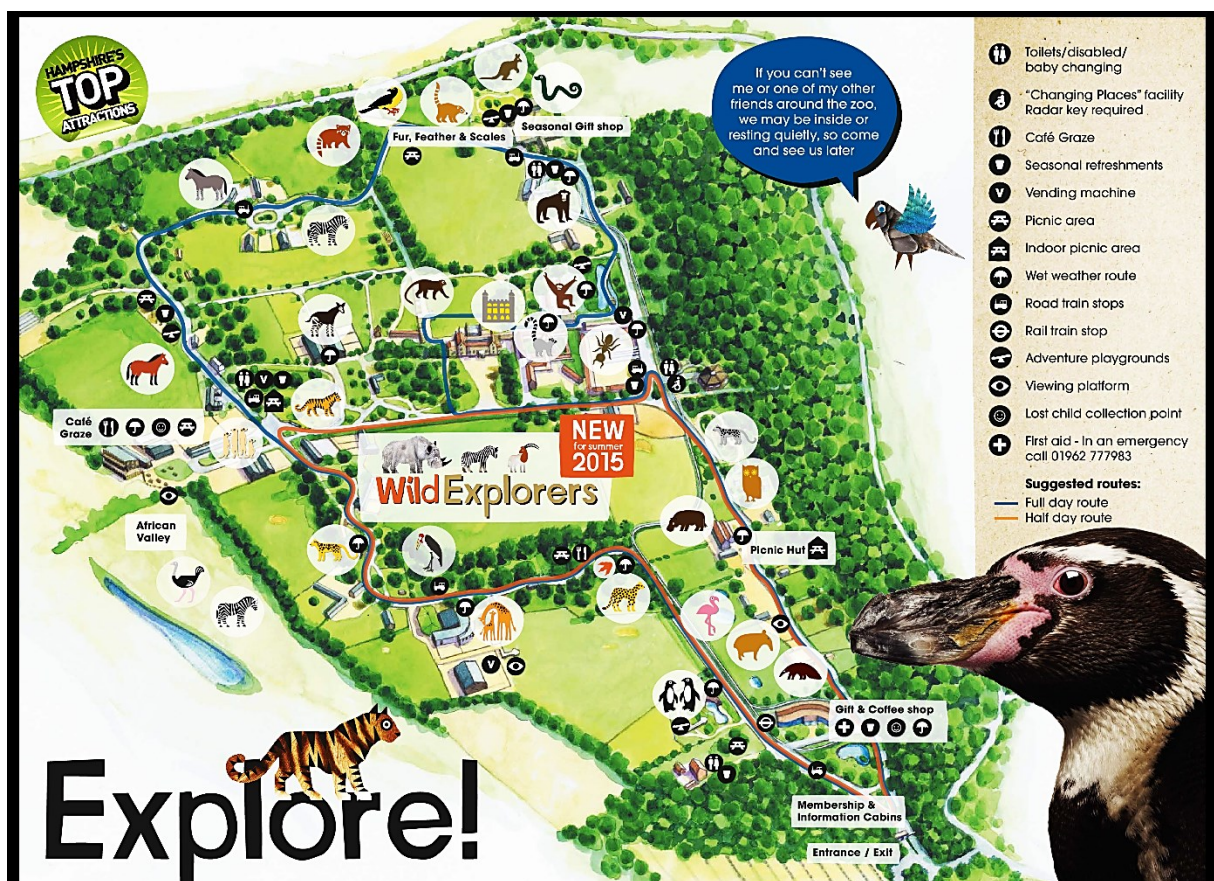 HAMPSHIRE'S
TOP
ATTRACTIONS
If you can't see
me or one of my other
friends around the zoo,
we may be inside or
resting quietly, so come
and see us later
Fur, Feather & Scales
Seasonal Gift shop
V
Café
Graze
V
NEW
for summer
2015
WildExplorers
African
Valley
Picnic Hut
V
Gift & Coffee shop
Membership &
Information Cabins
Entrance / Exit
Explore!
Toilets/disabled/
baby changing
"Changing Places" facility
Radar key required
Café Graze
Seasonal refreshments
V Vending machine
Picnic area
Indoor picnic area
Wet weather route
Road train stops
Rail train stop
Adventure playgrounds
Viewing platform
Lost child collection point
First aid - In an emergency
call 01962 777983
Suggested routes:
Full day route
Half day route